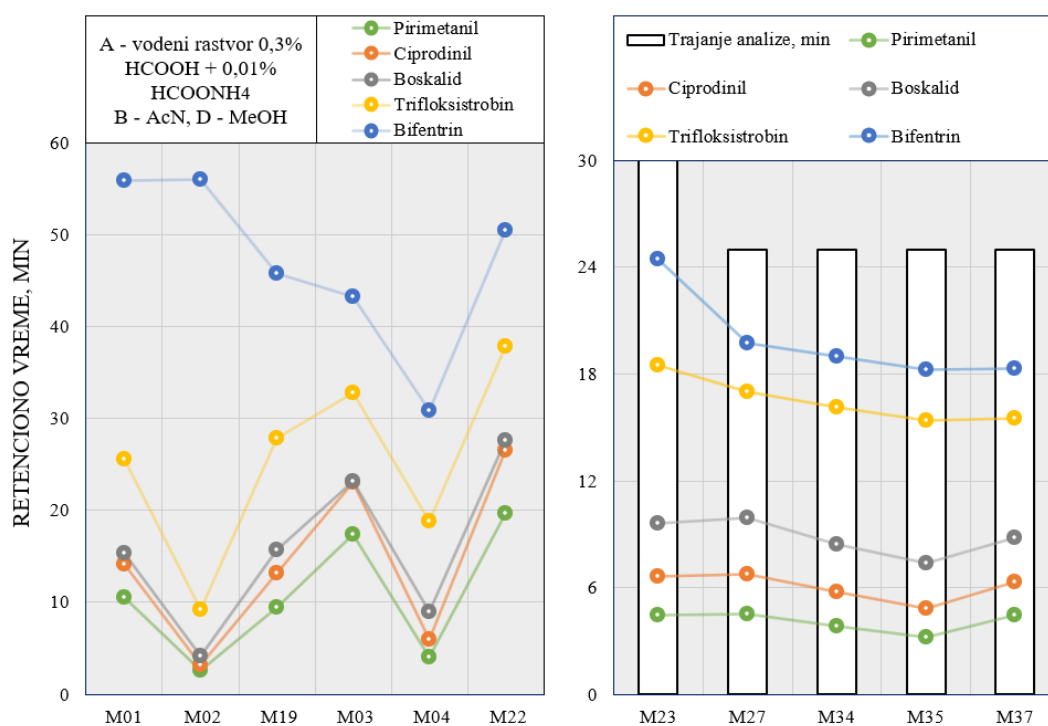 A - vodeni rastvor 0,3%
HCOOH + 0,01%
HCOONH4
B - AcN, D - MeOH
Pirimetanil
Ciprodinil
Boskalid
Trifloksistrobin
Bifentrin
RETENCIONO VREME, MIN
60
50
40
30
20
10
0
M01 M02 M19 M03 M04 M22
Trajanje analize, min Pirimetanil
Ciprodinil Boskalid
Trifloksistrobin Bifentrin
30
24
18
12
6
0
M23 M27 M34 M35 M37